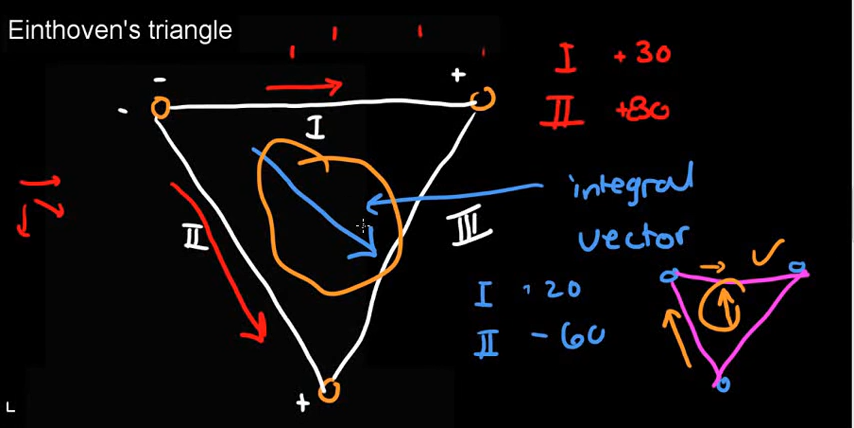 Einthoven's triangle
I +30
II +80
- +
-
I
integral
vector
II
III
I +20
II -60
+
L